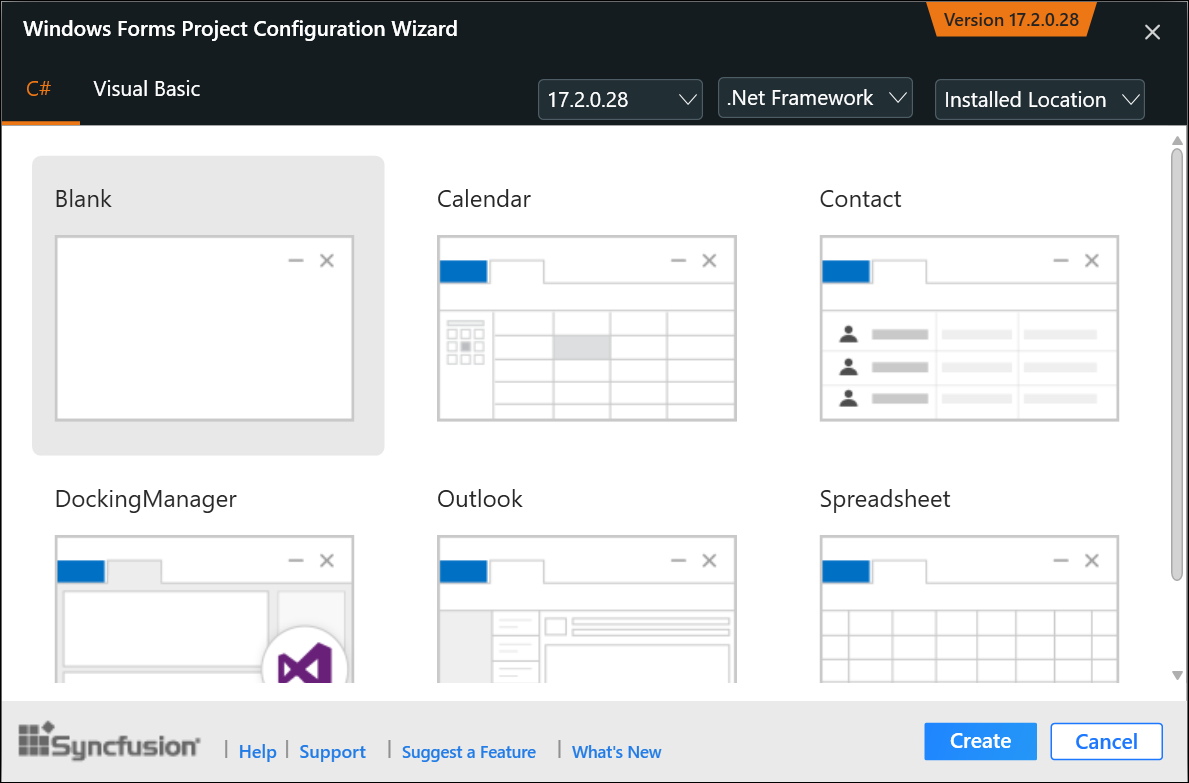 Windows Forms Project Configuration Wizard
Version 17.2.0.28
C#
Visual Basic
17.2.0.28
.Net Framework
Installed Location
Blank
Calendar
Contact
DockingManager
Outlook
Spreadsheet
Syncfusion
| Help | Support | Suggest a Feature | What's New
Create
Cancel